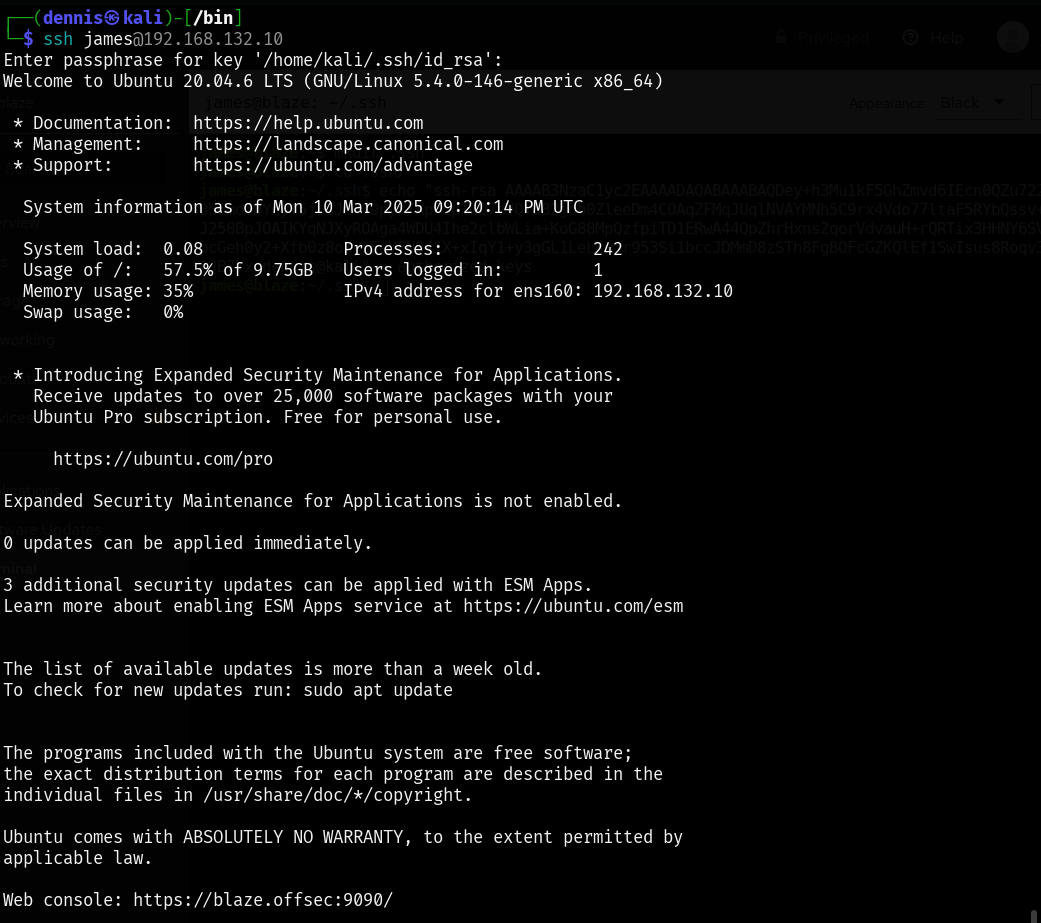 ┌──(dennis㉿kali)-[/bin]
└─$ ssh james@192.168.132.10
Enter passphrase for key '/home/kali/.ssh/id_rsa':
Welcome to Ubuntu 20.04.6 LTS (GNU/Linux 5.4.0-146-generic x86_64)
Privileged Help
james@blaze: ~/.ssh
Appearance: Black
* Documentation:  https://help.ubuntu.com
* Management:     https://landscape.canonical.com
* Support:        https://ubuntu.com/advantage
System information as of Mon 10 Mar 2025 09:20:14 PM UTC
System load:  0.08              Processes:               242
Usage of /:   57.5% of 9.75GB   Users logged in:         1
Memory usage: 35%               IPv4 address for ens160: 192.168.132.10
Swap usage:   0%
* Introducing Expanded Security Maintenance for Applications.
Receive updates to over 25,000 software packages with your
Ubuntu Pro subscription. Free for personal use.
https://ubuntu.com/pro
Expanded Security Maintenance for Applications is not enabled.
0 updates can be applied immediately.
3 additional security updates can be applied with ESM Apps.
Learn more about enabling ESM Apps service at https://ubuntu.com/esm
The list of available updates is more than a week old.
To check for new updates run: sudo apt update
The programs included with the Ubuntu system are free software;
the exact distribution terms for each program are described in the
individual files in /usr/share/doc/*/copyright.
Ubuntu comes with ABSOLUTELY NO WARRANTY, to the extent permitted by
applicable law.
Web console: https://blaze.offsec:9090/